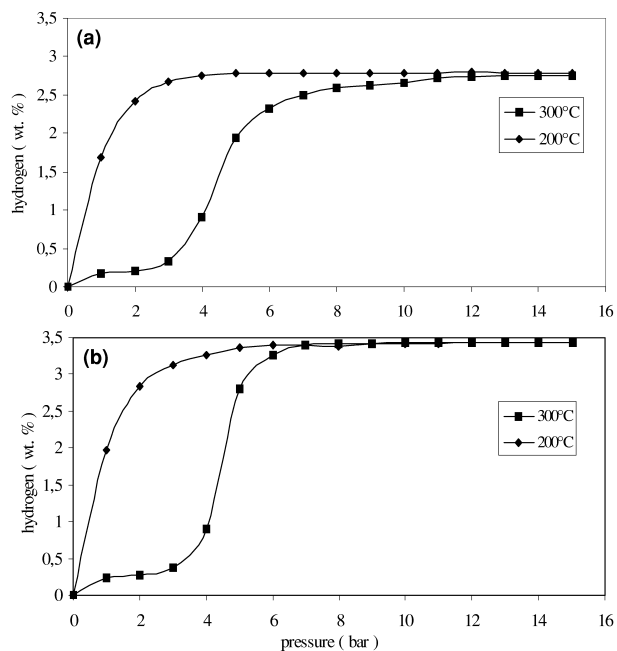 (a)
3,5
3
2,5
2
1,5
1
0,5
0
hydrogen ( wt. % )
300°C
200°C
0 2 4 6 8 10 12 14 16
(b)
3,5
3
2,5
2
1,5
1
0,5
0
hydrogen ( wt. % )
300°C
200°C
0 2 4 6 8 10 12 14 16
pressure ( bar )